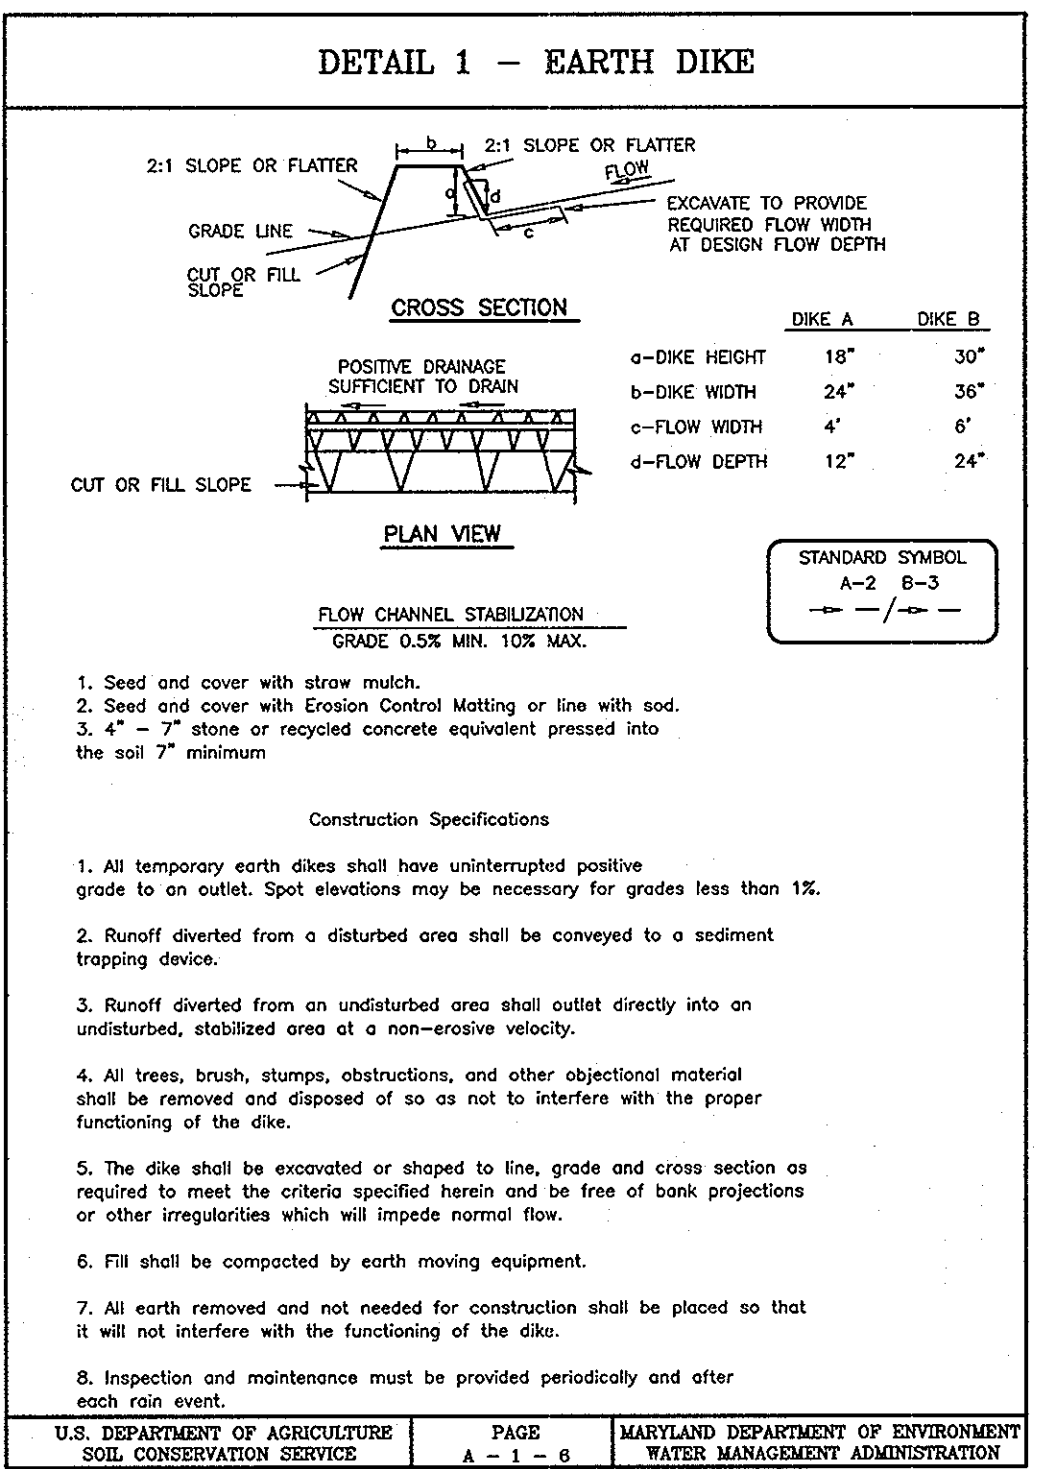 DETAIL 1 – EARTH DIKE
b
2:1 SLOPE OR FLATTER
2:1 SLOPE OR FLATTER
FLOW
a
d
EXCAVATE TO PROVIDE
REQUIRED FLOW WIDTH
AT DESIGN FLOW DEPTH
GRADE LINE
c
CUT OR FILL
SLOPE
CROSS SECTION
DIKE A DIKE B
a–DIKE HEIGHT 18" 30"
b–DIKE WIDTH 24" 36"
c–FLOW WIDTH 4' 6'
d–FLOW DEPTH 12" 24"
POSITIVE DRAINAGE
SUFFICIENT TO DRAIN
CUT OR FILL SLOPE
PLAN VIEW
STANDARD SYMBOL
A–2 B–3
FLOW CHANNEL STABILIZATION
GRADE 0.5% MIN. 10% MAX.
1. Seed and cover with straw mulch.
2. Seed and cover with Erosion Control Matting or line with sod.
3. 4" – 7" stone or recycled concrete equivalent pressed into
the soil 7" minimum
Construction Specifications
1. All temporary earth dikes shall have uninterrupted positive
grade to an outlet. Spot elevations may be necessary for grades less than 1%.
2. Runoff diverted from a disturbed area shall be conveyed to a sediment
trapping device.
3. Runoff diverted from an undisturbed area shall outlet directly into an
undisturbed, stabilized area at a non–erosive velocity.
4. All trees, brush, stumps, obstructions, and other objectional material
shall be removed and disposed of so as not to interfere with the proper
functioning of the dike.
5. The dike shall be excavated or shaped to line, grade and cross section as
required to meet the criteria specified herein and be free of bank projections
or other irregularities which will impede normal flow.
6. Fill shall be compacted by earth moving equipment.
7. All earth removed and not needed for construction shall be placed so that
it will not interfere with the functioning of the dike.
8. Inspection and maintenance must be provided periodically and after
each rain event.
U.S. DEPARTMENT OF AGRICULTURE
SOIL CONSERVATION SERVICE
PAGE
A – 1 – 6
MARYLAND DEPARTMENT OF ENVIRONMENT
WATER MANAGEMENT ADMINISTRATION